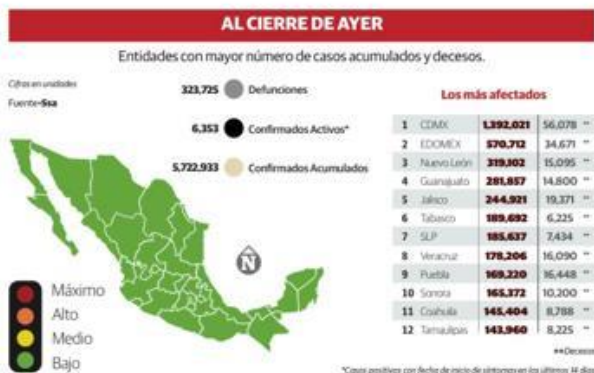 AL CIERRE DE AYER
Entidades con mayor número de casos acumulados y decesos.
Cifras en unidades
Fuente•Ssa
323,725 Defunciones
6,353 Confirmados Activos*
5,722,933 Confirmados Acumulados
N
Máximo
Alto
Medio
Bajo
Los más afectados
1 CDMX 1,392,021 56,078 **
2 EDOMEX 570,712 34,671 **
3 Nuevo León 319,102 15,095 **
4 Guanajuato 281,857 14,800 **
5 Jalisco 244,921 19,371 **
6 Tabasco 189,692 6,225 **
7 SLP 185,637 7,434 **
8 Veracruz 178,206 16,090 **
9 Puebla 169,220 16,448 **
10 Sonora 165,372 10,200 **
11 Coahuila 145,404 8,788 **
12 Tamaulipas 143,960 8,225 **
**Decesos
*Casos positivos con fecha de inicio de síntomas en los últimos 14 días